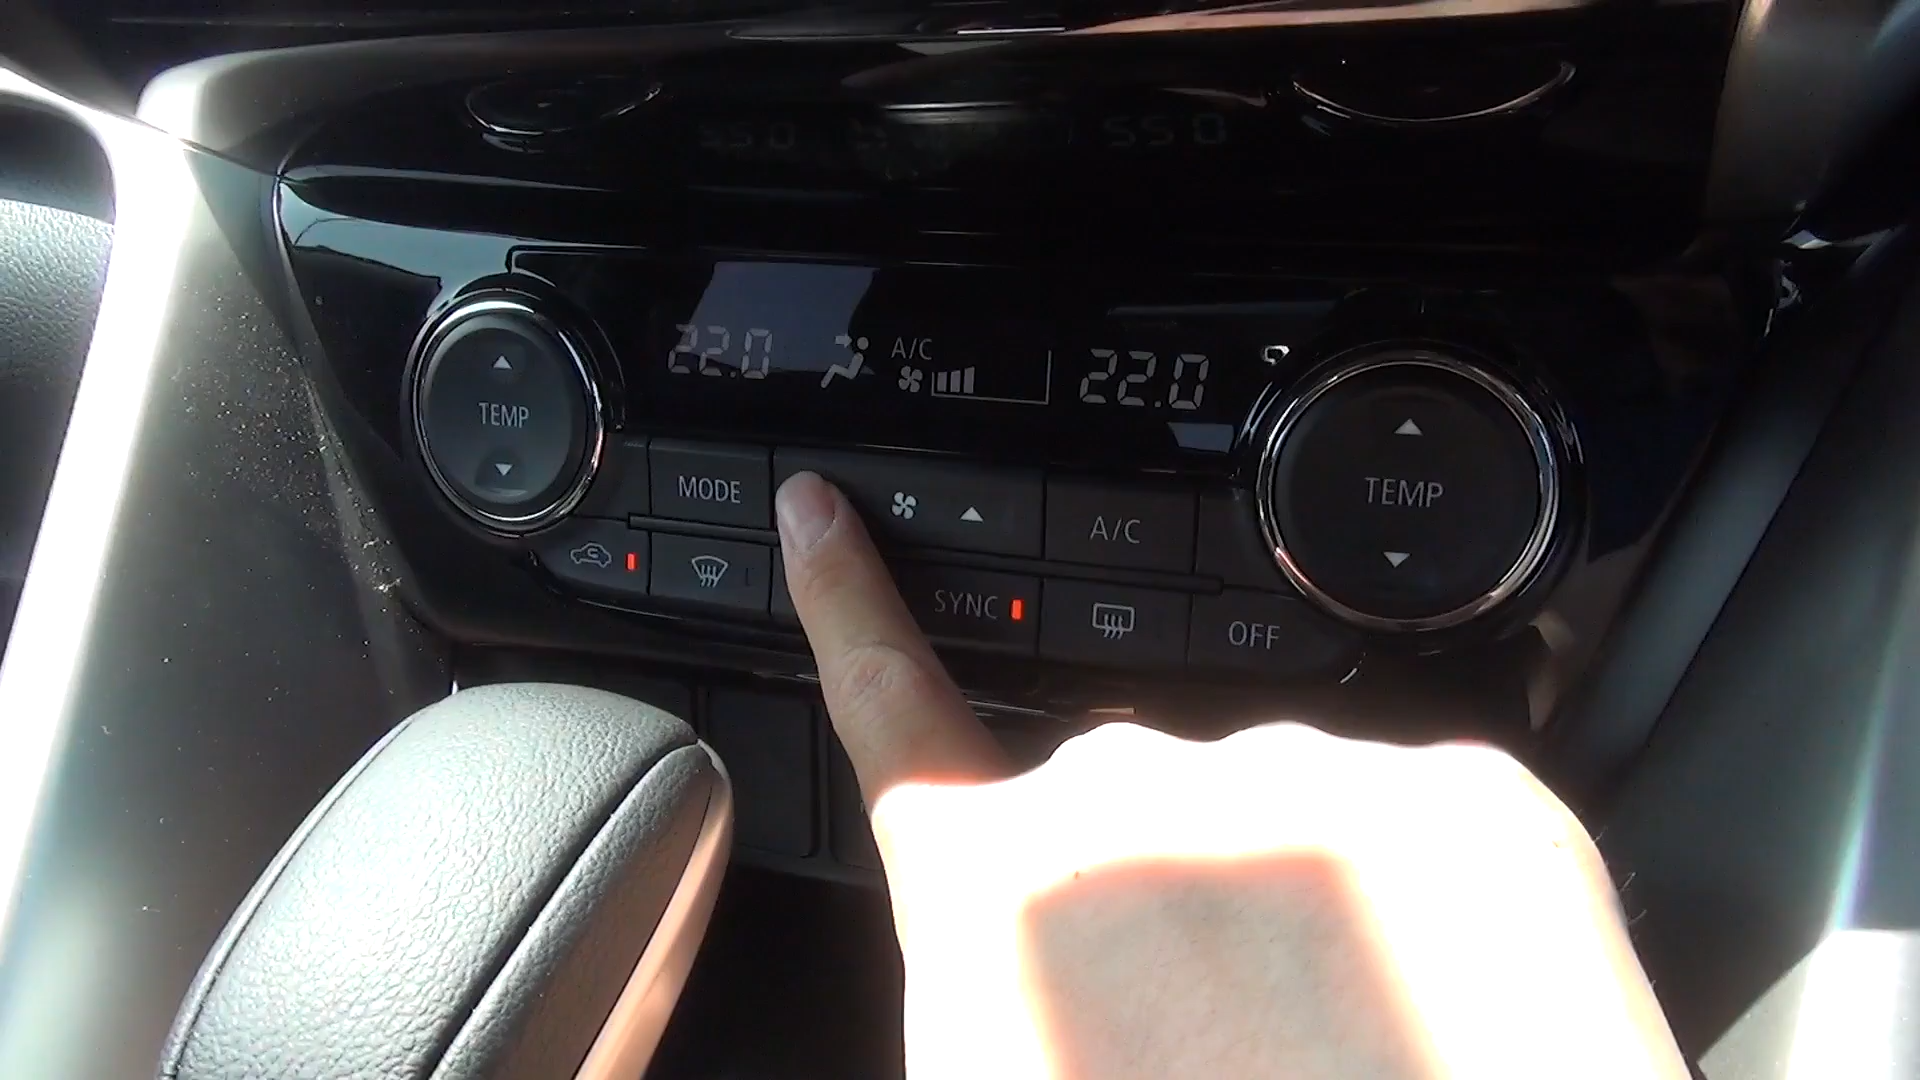 22.0 A/C 22.0
TEMP
MODE
A/C
TEMP
SYNC
OFF